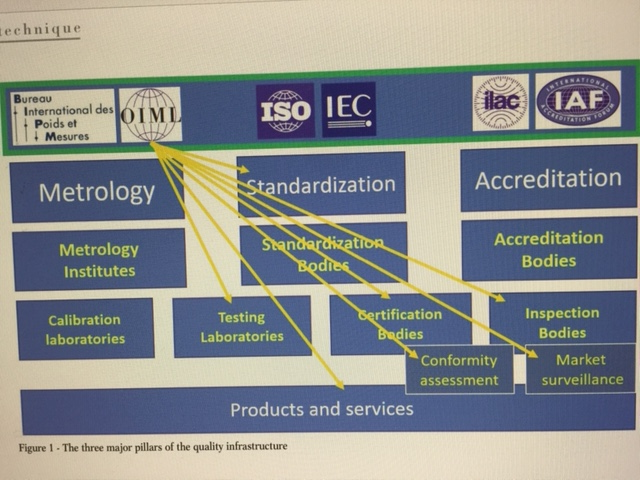 technique
Bureau
International des
Poids et
Mesures
OIML
ISO
IEC
ilac
INTERNATIONAL
IAF
ACCREDITATION FORUM
Metrology
Standardization
Accreditation
Metrology
Institutes
Standardization
Bodies
Accreditation
Bodies
Calibration
laboratories
Testing
Laboratories
Certification
Bodies
Inspection
Bodies
Conformity
assessment
Market
surveillance
Products and services
Figure 1 - The three major pillars of the quality infrastructure